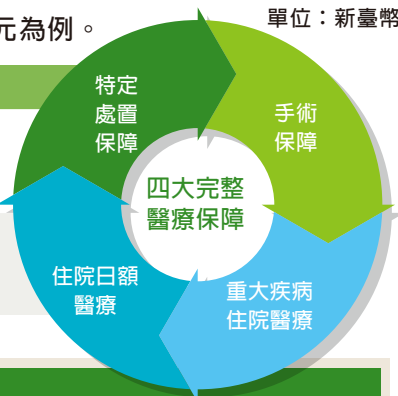 元為例。
單位：新臺幣
特定
處置
保障
手術
保障
四大完整
醫療保障
住院日額
醫療
重大疾病
住院醫療